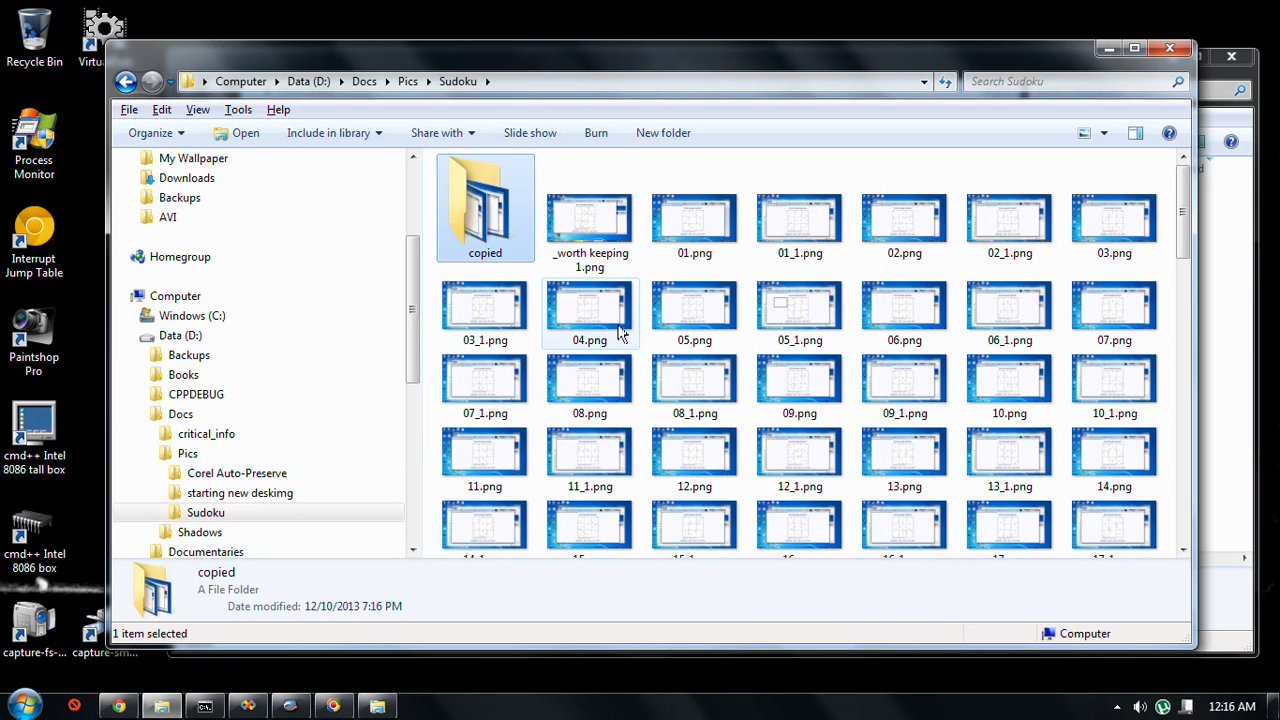 Recycle Bin
Virtu
Computer
Data (D:)
Docs
Pics
Sudoku
Search Sudoku
File
Edit
View
Tools
Help
Organize
Open
Include in library
Share with
Slide show
Burn
New folder
My Wallpaper
Downloads
Backups
AVI
Homegroup
Computer
Windows (C:)
Data (D:)
Backups
Books
CPPDEBUG
Docs
critical_info
Pics
Corel Auto-Preserve
starting new deskimg
Sudoku
Shadows
Documentaries
copied
_worth keeping
1.png
01.png
01_1.png
02.png
02_1.png
03.png
03_1.png
04.png
05.png
05_1.png
06.png
06_1.png
07.png
07_1.png
08.png
08_1.png
09.png
09_1.png
10.png
10_1.png
11.png
11_1.png
12.png
12_1.png
13.png
13_1.png
14.png
copied
A File Folder
Date modified: 12/10/2013 7:16 PM
1 item selected
Computer
Process
Monitor
Interrupt
Jump Table
Paintshop
Pro
cmd++ Intel
8086 tall box
cmd++ Intel
8086 box
capture-fs-...
capture-sm...
12:16 AM